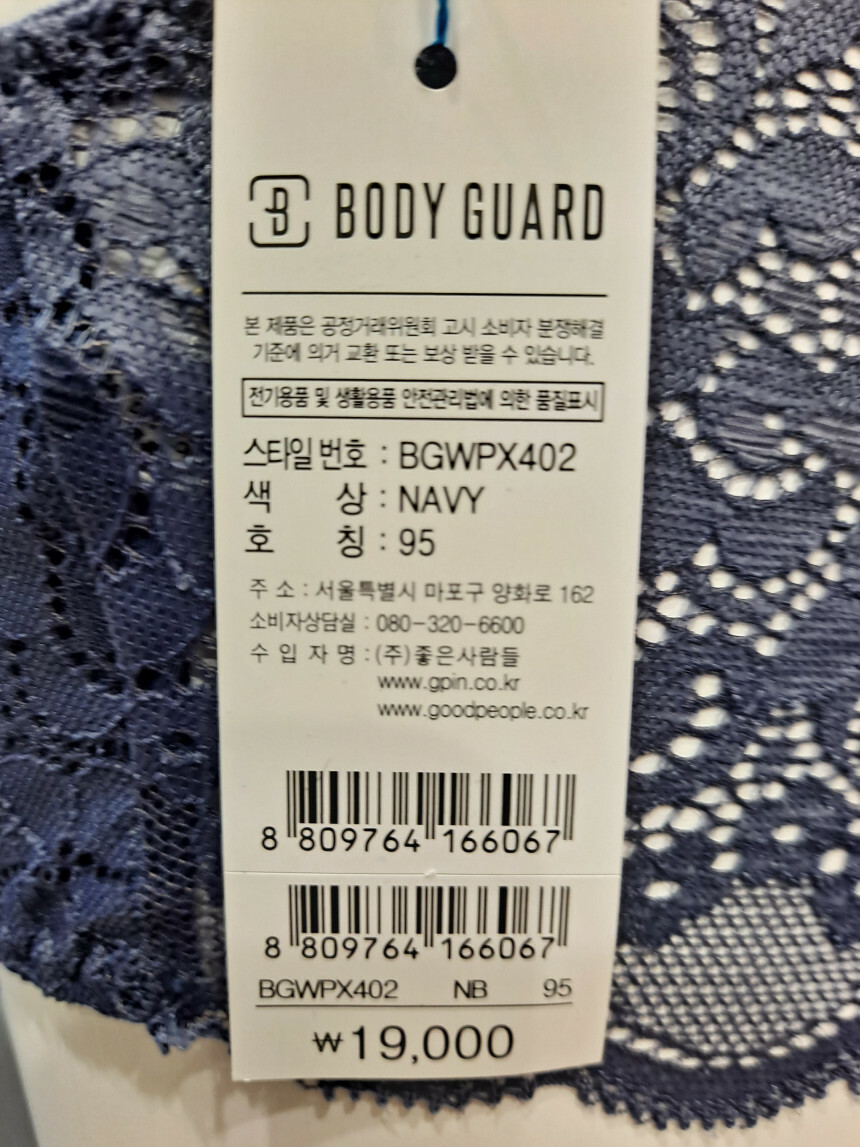 B BODY GUARD
본 제품은 공정거래위원회 고시 소비자 분쟁해결
기준에 의거 교환 또는 보상 받을 수 있습니다.
전기용품 및 생활용품 안전관리법에 의한 품질표시
스타일 번호 : BGWPX402
색 상 : NAVY
호 칭 : 95
주 소 : 서울특별시 마포구 양화로 162
소비자상담실 : 080-320-6600
수 입 자 명 : (주)좋은사람들
www.gpin.co.kr
www.goodpeople.co.kr
8 809764 166067
8 809764 166067
BGWPX402 NB 95
₩19,000